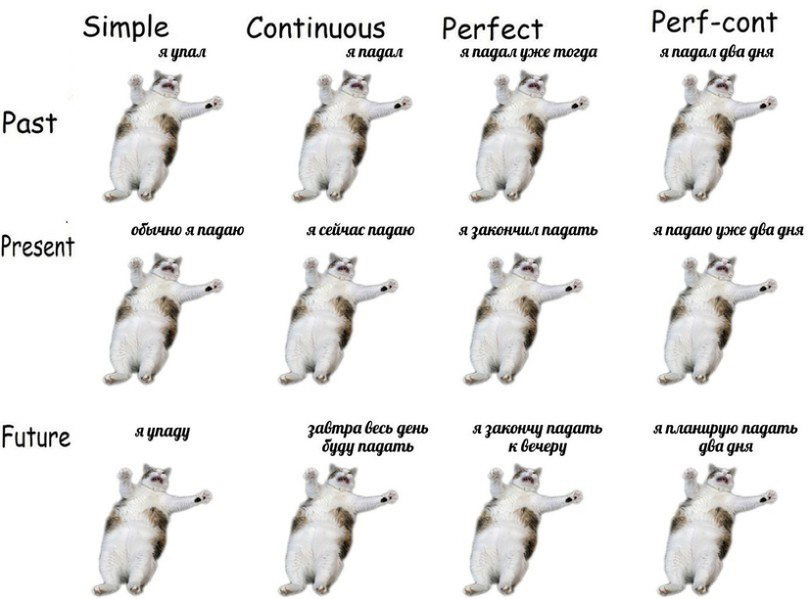 Simple
Continuous
Perfect
Perf-cont
я упал
я падал
я падал уже тогда
я падал два дня
Past
обычно я падаю
я сейчас падаю
я закончил падать
я падаю уже два дня
Present
Future
я упаду
завтра весь день
буду падать
я закончу падать
к вечеру
я планирую падать
два дня